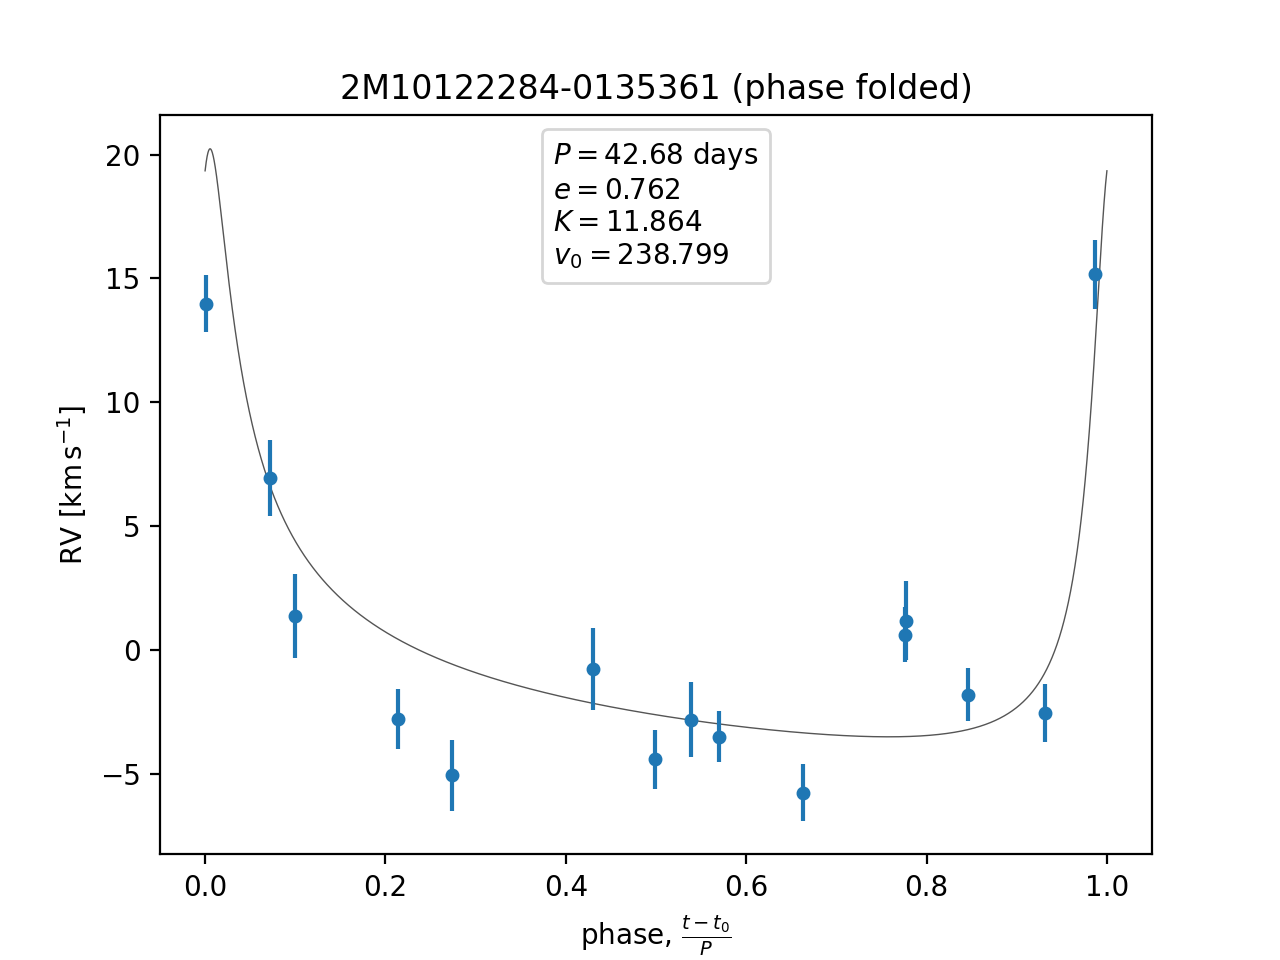 2M10122284-0135361 (phase folded)
P = 42.68 days
e = 0.762
K = 11.864
v₀ = 238.799
RV [km s⁻¹]
20
15
10
5
0
−5
0.0 0.2 0.4 0.6 0.8 1.0
phase, (t − t₀)/P